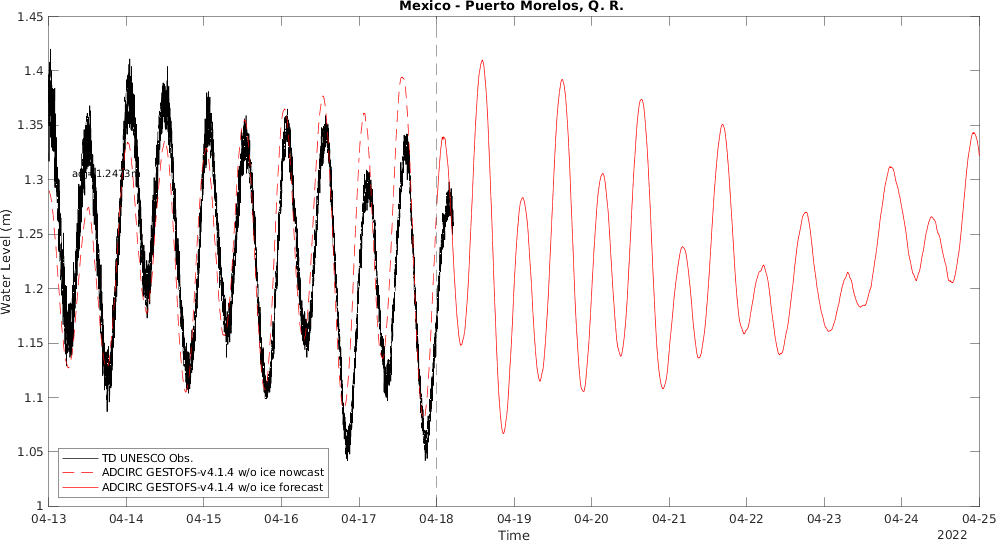 Mexico - Puerto Morelos, Q. R.
1.45
1.4
1.35
1.3
1.25
1.2
1.15
1.1
1.05
1
Water Level (m)
TD UNESCO Obs.
ADCIRC GESTOFS-v4.1.4 w/o ice nowcast
ADCIRC GESTOFS-v4.1.4 w/o ice forecast
04-13 04-14 04-15 04-16 04-17 04-18 04-19 04-20 04-21 04-22 04-23 04-24 04-25
Time
2022